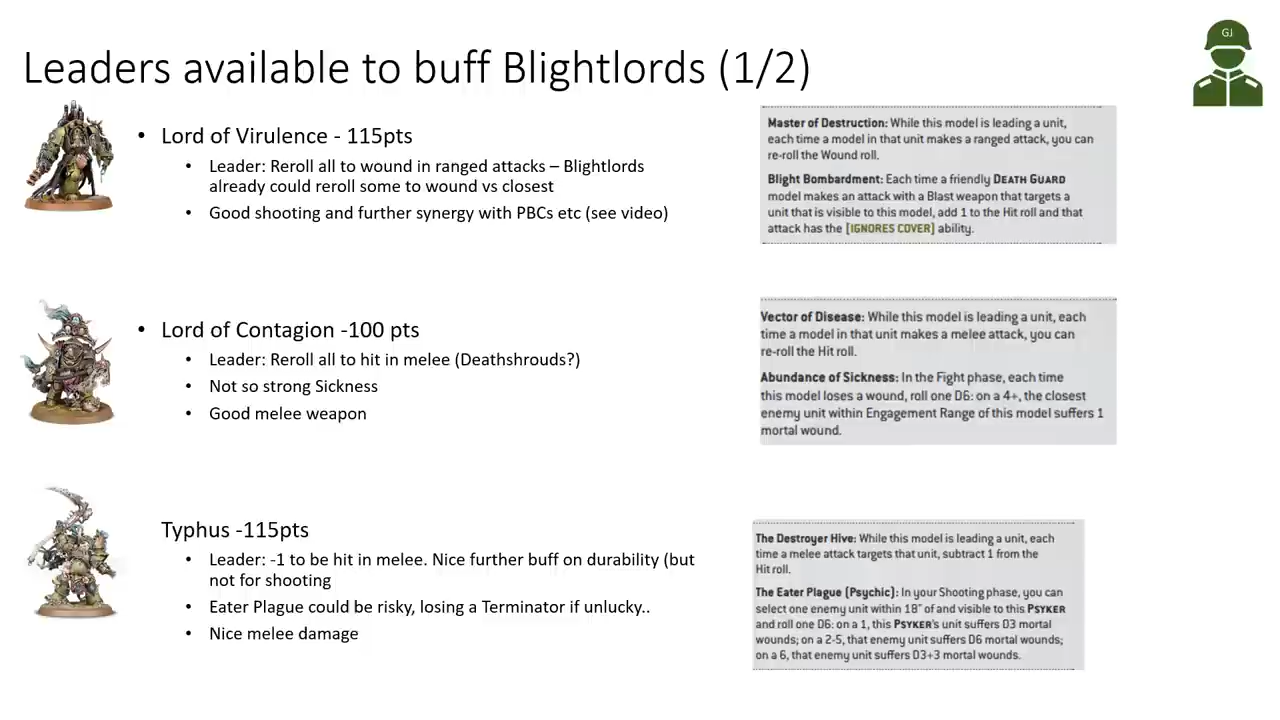 Leaders available to buff Blightlords (1/2)
GJ
• Lord of Virulence - 115pts
• Leader: Reroll all to wound in ranged attacks – Blightlords
already could reroll some to wound vs closest
• Good shooting and further synergy with PBCs etc (see video)
Master of Destruction: While this model is leading a unit,
each time a model in that unit makes a ranged attack, you can
re-roll the Wound roll.
Blight Bombardment: Each time a friendly DEATH GUARD
model makes an attack with a Blast weapon that targets a
unit that is visible to this model, add 1 to the Hit roll and that
attack has the [IGNORES COVER] ability.
• Lord of Contagion -100 pts
• Leader: Reroll all to hit in melee (Deathshrouds?)
• Not so strong Sickness
• Good melee weapon
Vector of Disease: While this model is leading a unit, each
time a model in that unit makes a melee attack, you can
re-roll the Hit roll.
Abundance of Sickness: In the Fight phase, each time
this model loses a wound, roll one D6: on a 4+, the closest
enemy unit within Engagement Range of this model suffers 1
mortal wound.
Typhus -115pts
• Leader: -1 to be hit in melee. Nice further buff on durability (but
not for shooting
• Eater Plague could be risky, losing a Terminator if unlucky..
• Nice melee damage
The Destroyer Hive: While this model is leading a unit, each
time a melee attack targets that unit, subtract 1 from the
Hit roll.
The Eater Plague (Psychic): In your Shooting phase, you can
select one enemy unit within 18" of and visible to this PSYKER
and roll one D6: on a 1, this PSYKER's unit suffers D3 mortal
wounds; on a 2-5, that enemy unit suffers D6 mortal wounds;
on a 6, that enemy unit suffers D3+3 mortal wounds.